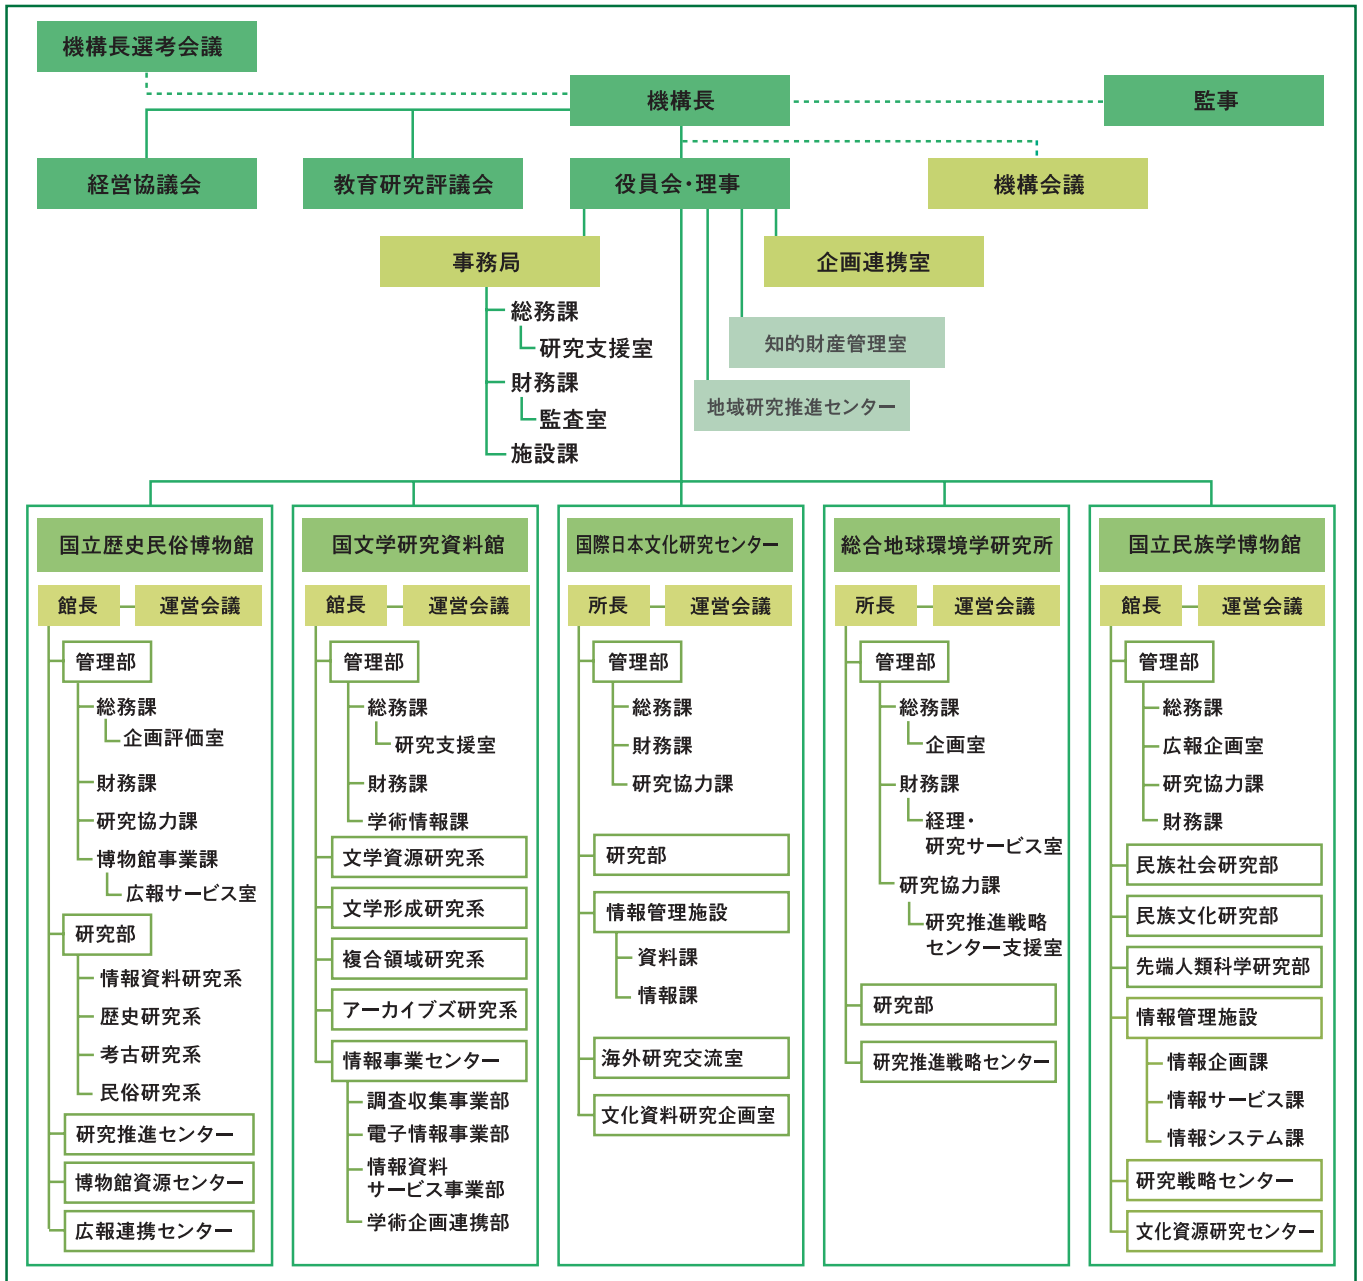 機構長選考会議
機構長
監事
経営協議会
教育研究評議会
役員会・理事
機構会議
事務局
企画連携室
総務課
研究支援室
財務課
監査室
施設課
知的財産管理室
地域研究推進センター
国立歴史民俗博物館
館長
運営会議
管理部
総務課
企画評価室
財務課
研究協力課
博物館事業課
広報サービス室
研究部
情報資料研究系
歴史研究系
考古研究系
民俗研究系
研究推進センター
博物館資源センター
広報連携センター
国文学研究資料館
館長
運営会議
管理部
総務課
研究支援室
財務課
学術情報課
文学資源研究系
文学形成研究系
複合領域研究系
アーカイブズ研究系
情報事業センター
調査収集事業部
電子情報事業部
情報資料
サービス事業部
学術企画連携部
国際日本文化研究センター
所長
運営会議
管理部
総務課
財務課
研究協力課
研究部
情報管理施設
資料課
情報課
海外研究交流室
文化資料研究企画室
総合地球環境学研究所
所長
運営会議
管理部
総務課
企画室
財務課
経理・
研究サービス室
研究協力課
研究推進戦略
センター支援室
研究部
研究推進戦略センター
国立民族学博物館
館長
運営会議
管理部
総務課
広報企画室
研究協力課
財務課
民族社会研究部
民族文化研究部
先端人類科学研究部
情報管理施設
情報企画課
情報サービス課
情報システム課
研究戦略センター
文化資源研究センター